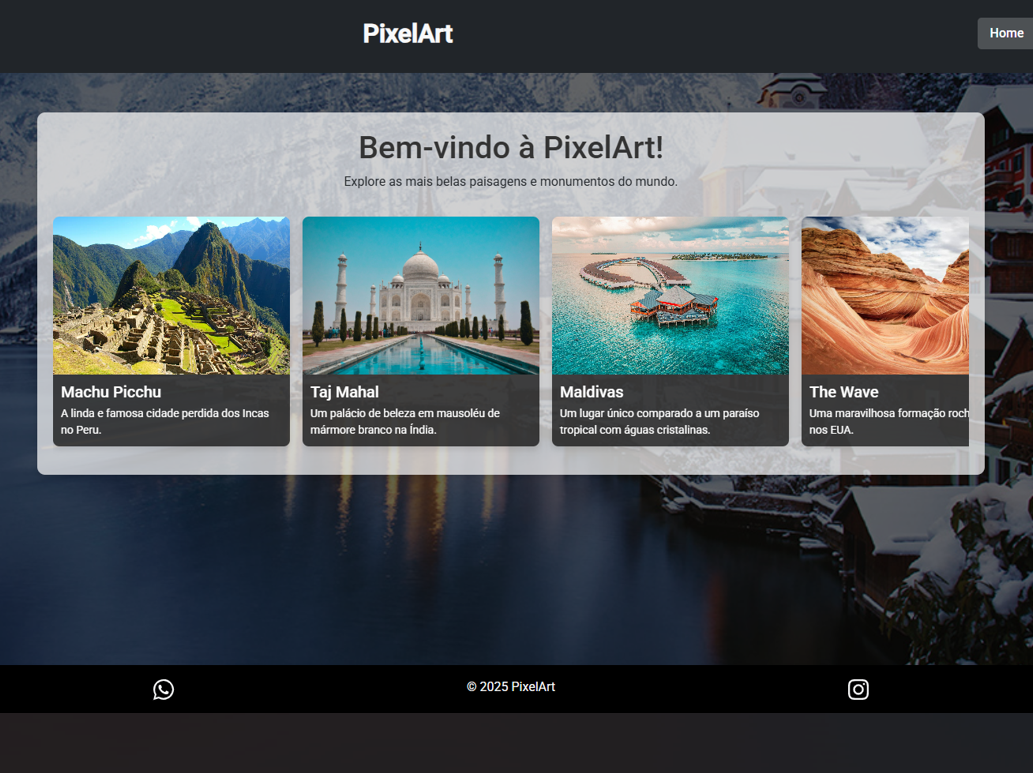 PixelArt
Home
Bem-vindo à PixelArt!
Explore as mais belas paisagens e monumentos do mundo.
Machu Picchu
A linda e famosa cidade perdida dos Incas
no Peru.
Taj Mahal
Um palácio de beleza em mausoléu de
mármore branco na Índia.
Maldivas
Um lugar único comparado a um paraíso
tropical com águas cristalinas.
The Wave
Uma maravilhosa formação roch
nos EUA.
© 2025 PixelArt